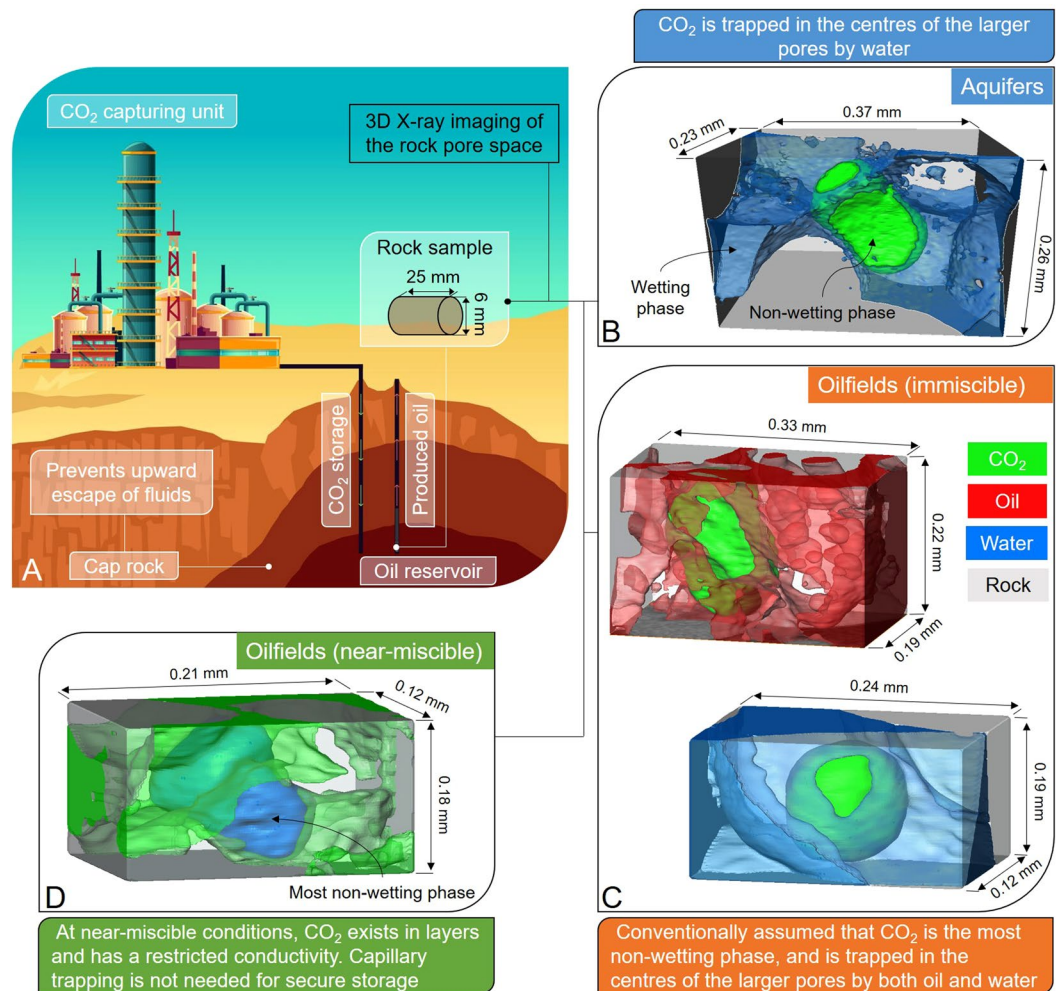 CO₂ is trapped in the centres of the larger
pores by water
CO₂ capturing unit
3D X-ray imaging of
the rock pore space
Rock sample
25 mm
6 mm
CO₂ storage
Produced oil
Prevents upward
escape of fluids
Cap rock
Oil reservoir
A
Aquifers
0.23 mm
0.37 mm
0.26 mm
Wetting
phase
Non-wetting phase
B
Oilfields (immiscible)
0.33 mm
0.22 mm
0.19 mm
CO₂
Oil
Water
Rock
0.24 mm
0.19 mm
0.12 mm
C
Conventionally assumed that CO₂ is the most
non-wetting phase, and is trapped in the
centres of the larger pores by both oil and water
Oilfields (near-miscible)
0.21 mm
0.12 mm
0.18 mm
Most non-wetting phase
D
At near-miscible conditions, CO₂ exists in layers
and has a restricted conductivity. Capillary
trapping is not needed for secure storage